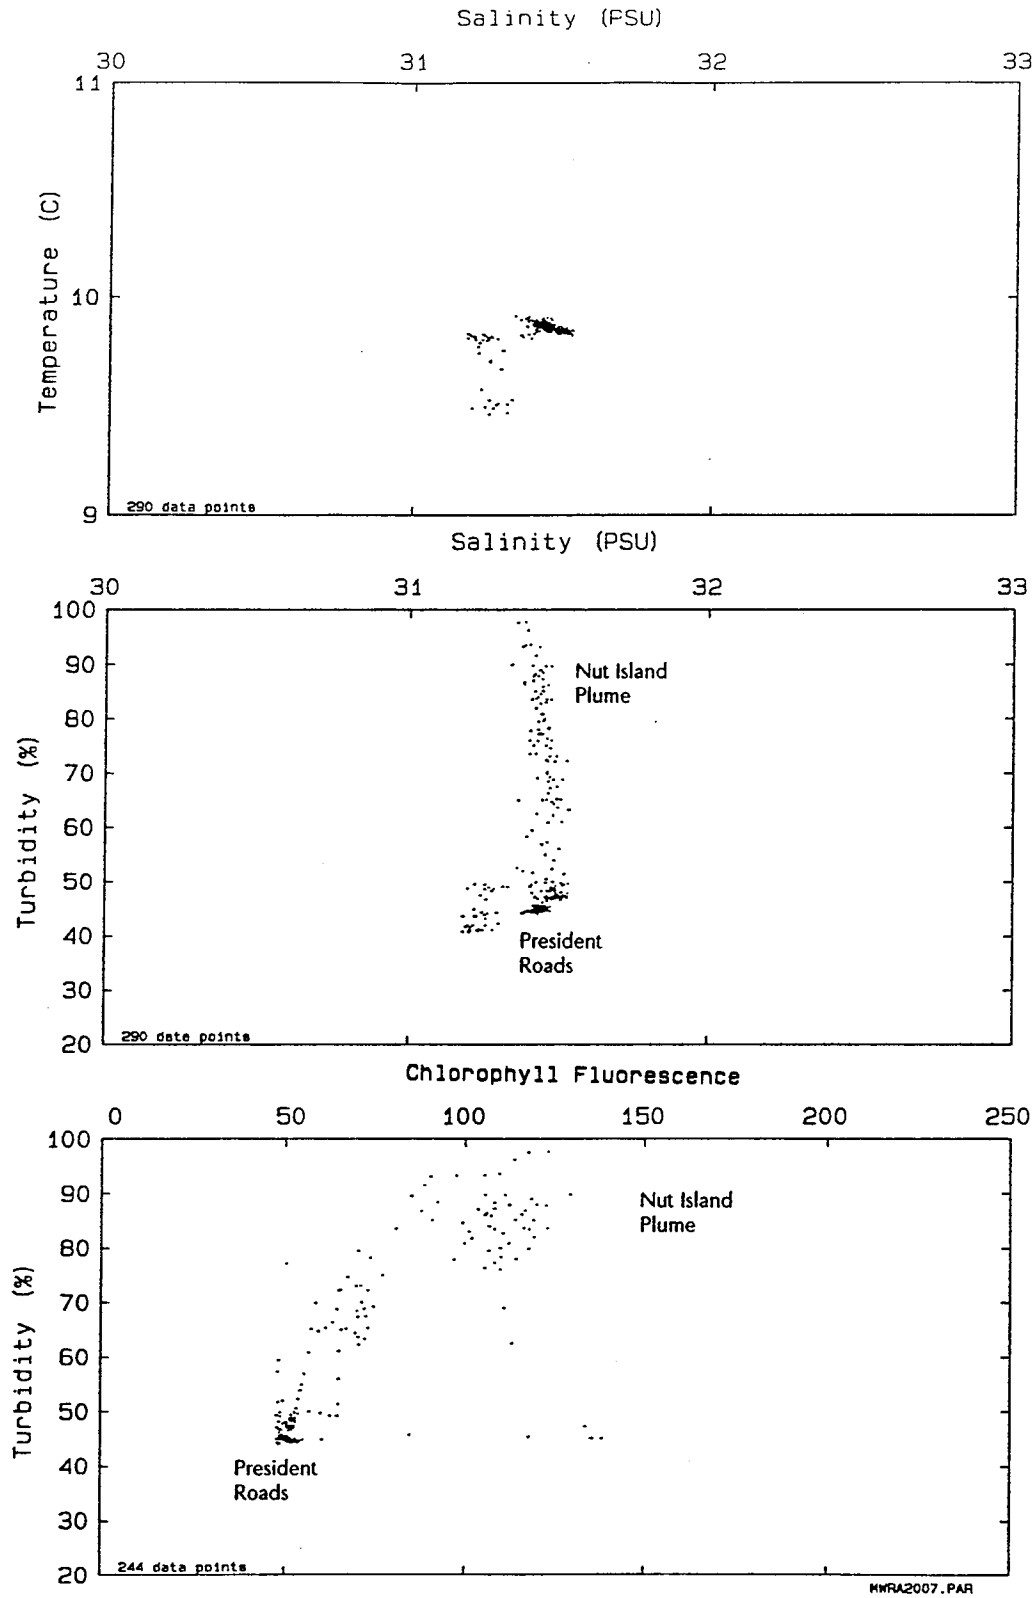 Salinity (PSU)
30 31 32 33
11
10
9
Temperature (C)
290 data points
Salinity (PSU)
30 31 32 33
100
90
80
70
60
50
40
30
20
Turbidity (%)
Nut Island
Plume
President
Roads
290 data points
Chlorophyll Fluorescence
0 50 100 150 200 250
100
90
80
70
60
50
40
30
20
Turbidity (%)
Nut Island
Plume
President
Roads
244 data points
MWRA2007.PAR